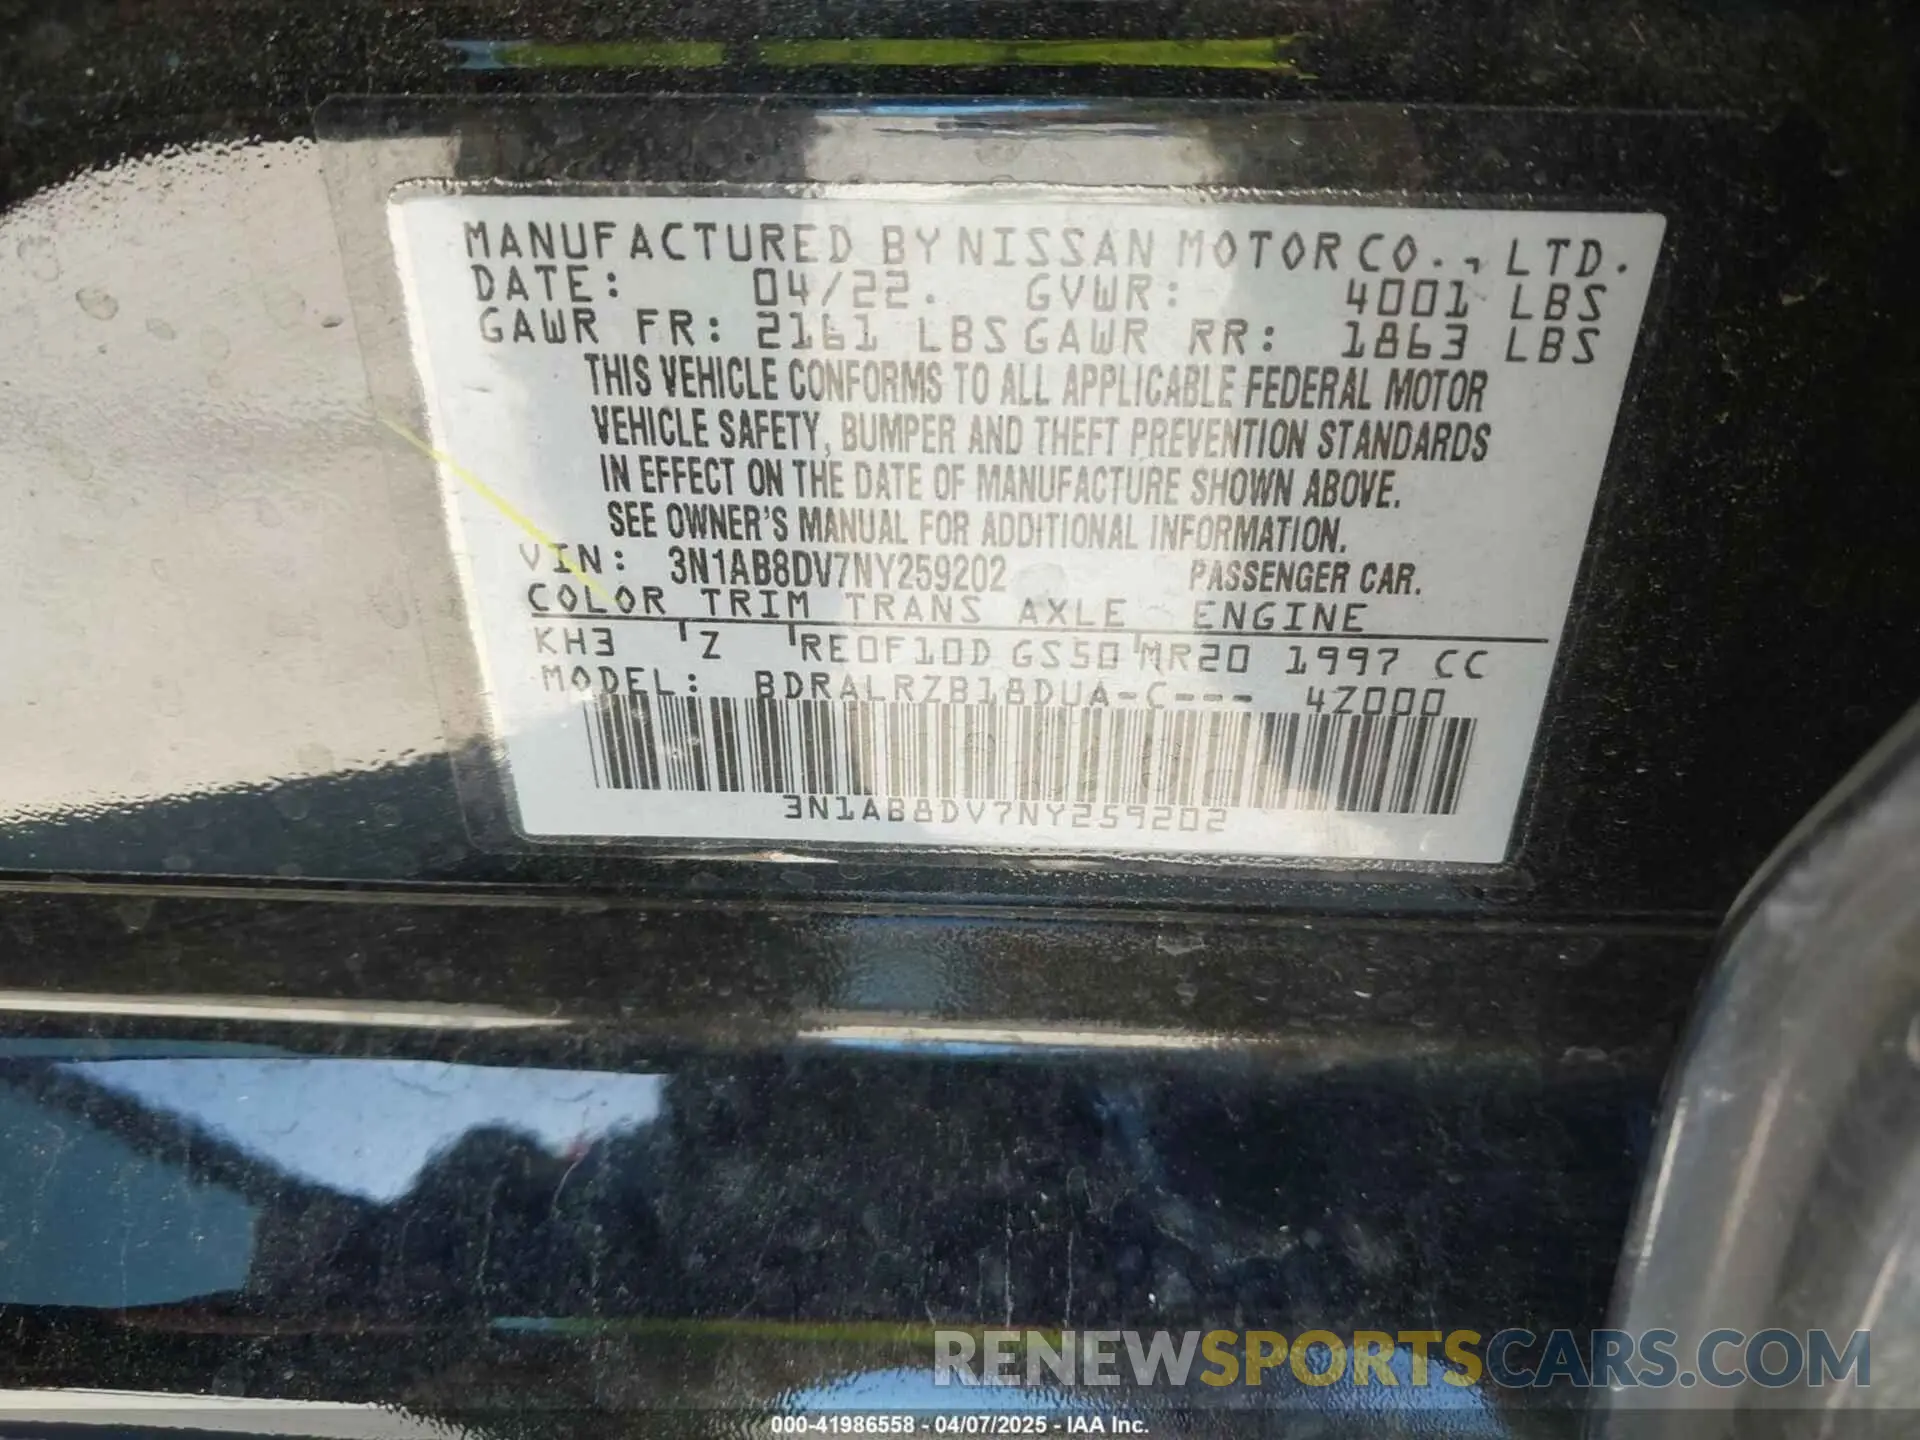 MANUFACTURED BY NISSAN MOTOR CO., LTD.
DATE: 04/22. GVWR: 4001 LBS
GAWR FR: 2161 LBS GAWR RR: 1863 LBS
THIS VEHICLE CONFORMS TO ALL APPLICABLE FEDERAL MOTOR
VEHICLE SAFETY, BUMPER AND THEFT PREVENTION STANDARDS
IN EFFECT ON THE DATE OF MANUFACTURE SHOWN ABOVE.
SEE OWNER'S MANUAL FOR ADDITIONAL INFORMATION.
VIN: 3N1AB8DV7NY259202 PASSENGER CAR.
COLOR TRIM TRANS AXLE ENGINE
KH3 Z RE0F10D GS50 MR20 1997 CC
MODEL: BDRALRZB18DUA-C--- 4Z000
3N1AB8DV7NY259202
RENEWSPORTSCARS.COM
000-41986558 - 04/07/2025 - IAA Inc.